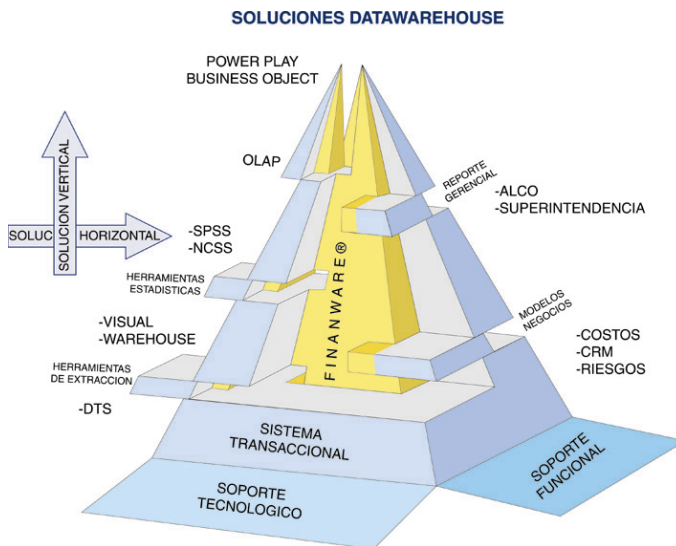 SOLUCIONES DATAWAREHOUSE
POWER PLAY
BUSINESS OBJECT
OLAP
REPORTE
GERENCIAL
-ALCO
-SUPERINTENDENCIA
SOLUCION VERTICAL
SOLUC
HORIZONTAL
-SPSS
-NCSS
HERRAMIENTAS
ESTADISTICAS
FINANWARE®
MODELOS
NEGOCIOS
-VISUAL
-WAREHOUSE
-COSTOS
-CRM
-RIESGOS
HERRAMIENTAS
DE EXTRACCION
-DTS
SISTEMA
TRANSACCIONAL
SOPORTE
TECNOLOGICO
SOPORTE
FUNCIONAL